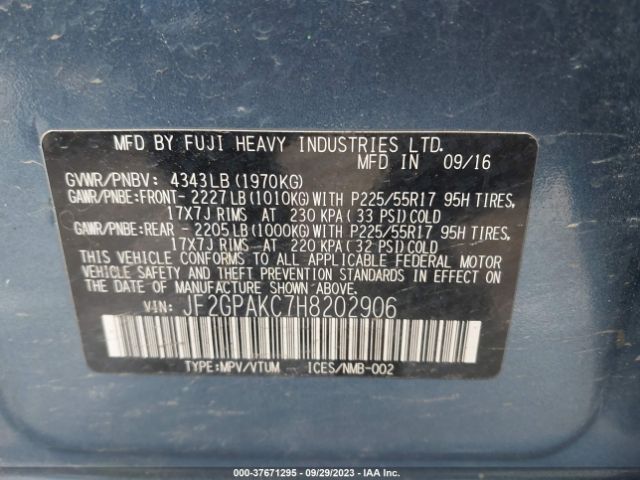 MFD BY FUJI HEAVY INDUSTRIES LTD.
MFD IN 09/16
GVWR/PNBV: 4343LB (1970KG)
GAWR/PNBE:FRONT- 2227LB (1010KG) WITH P225/55R17 95H TIRES,
17X7J RIMS AT 230 KPA( 33 PSI) COLD
GAWR/PNBE:REAR - 2205LB (1000KG) WITH P225/55R17 95H TIRES,
17X7J RIMS AT 220 KPA( 32 PSI) COLD
THIS VEHICLE CONFORMS TO ALL APPLICABLE FEDERAL MOTOR
VEHICLE SAFETY AND THEFT PREVENTION STANDARDS IN EFFECT
ON THE DATE OF MANUFACTURE SHOWN ABOVE.
VIN: JF2GPAKC7H8202906
TYPE:MPV/VTUM ICES/NMB-002
© COPYRIGHT 2023 IAA, INC.
000-37671295 - 09/29/2023 - IAA